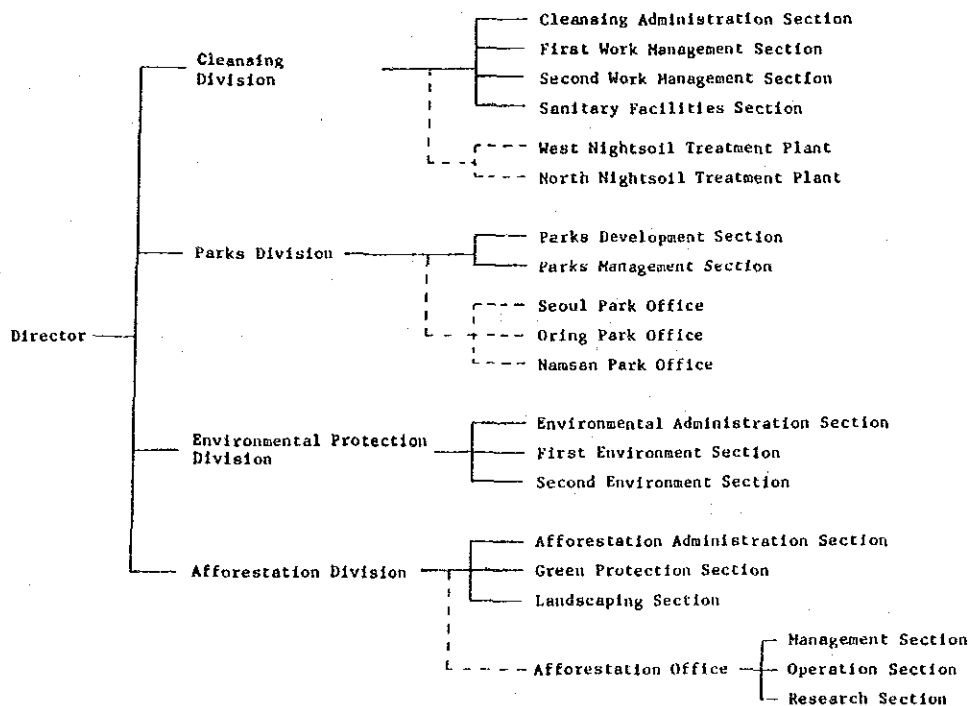 Director
Cleansing
Division
Cleansing Administration Section
First Work Management Section
Second Work Management Section
Sanitary Facilities Section
West Nightsoil Treatment Plant
North Nightsoil Treatment Plant
Parks Division
Parks Development Section
Parks Management Section
Seoul Park Office
Oring Park Office
Namsan Park Office
Environmental Protection
Division
Environmental Administration Section
First Environment Section
Second Environment Section
Afforestation Division
Afforestation Administration Section
Green Protection Section
Landscaping Section
Afforestation Office
Management Section
Operation Section
Research Section